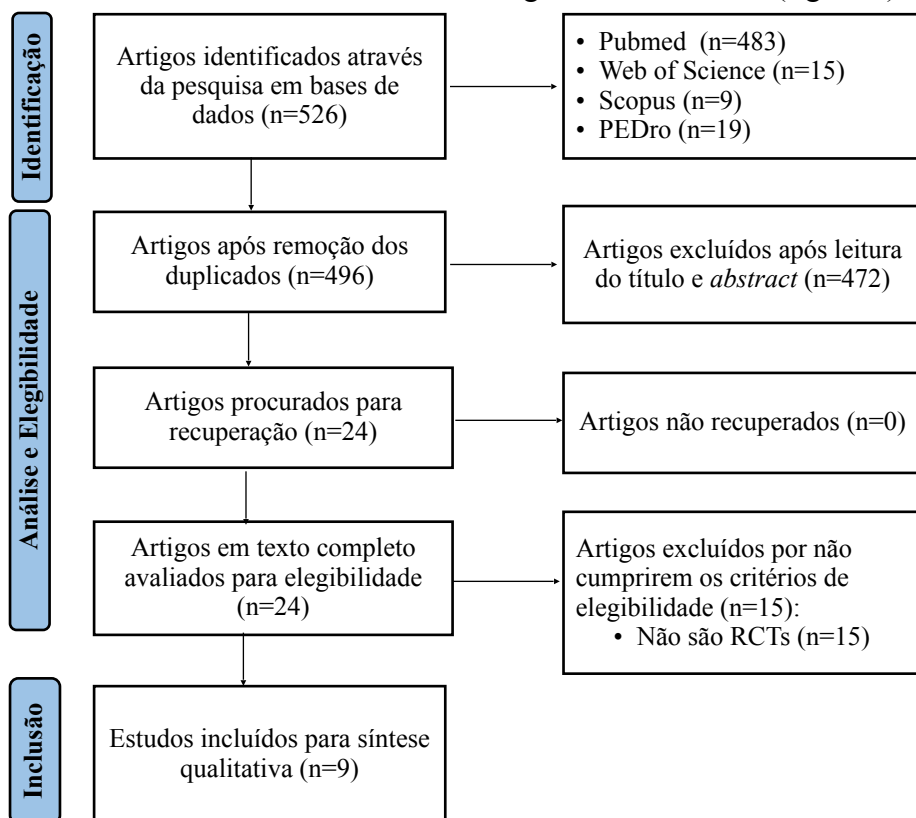 Identificação
Artigos identificados através
da pesquisa em bases de
dados (n=526)
• Pubmed (n=483)
• Web of Science (n=15)
• Scopus (n=9)
• PEDro (n=19)
Análise e Elegibilidade
Artigos após remoção dos
duplicados (n=496)
Artigos excluídos após leitura
do título e abstract (n=472)
Artigos procurados para
recuperação (n=24)
Artigos não recuperados (n=0)
Artigos em texto completo
avaliados para elegibilidade
(n=24)
Artigos excluídos por não
cumprirem os critérios de
elegibilidade (n=15):
• Não são RCTs (n=15)
Inclusão
Estudos incluídos para síntese
qualitativa (n=9)